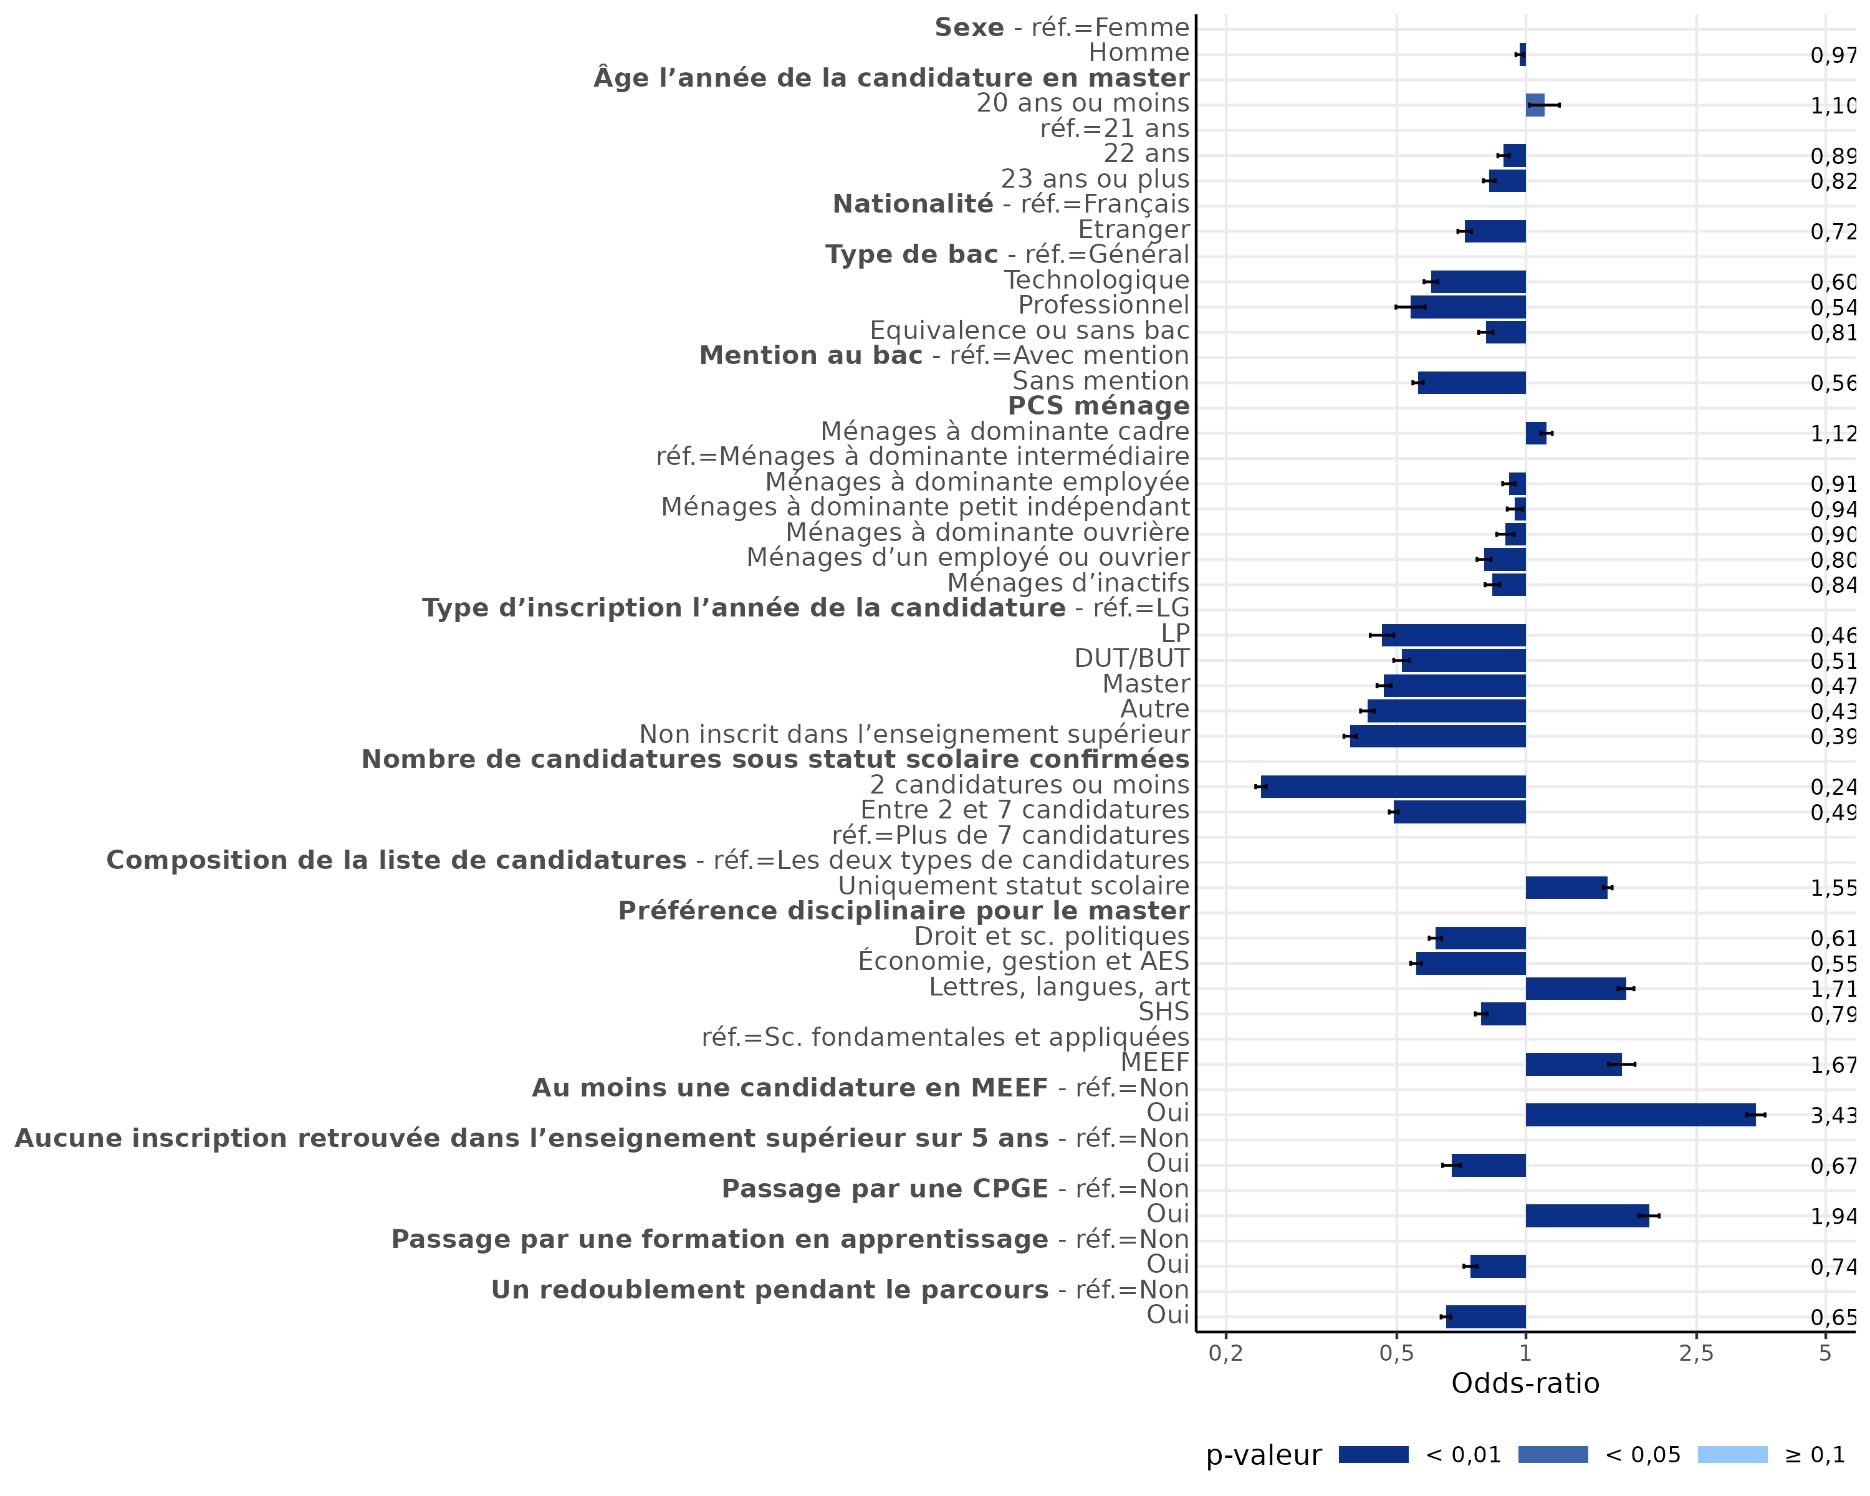 Sexe - réf.=Femme
Homme 0,97
Âge l’année de la candidature en master
20 ans ou moins 1,10
réf.=21 ans
22 ans 0,89
23 ans ou plus 0,82
Nationalité - réf.=Français
Etranger 0,72
Type de bac - réf.=Général
Technologique 0,60
Professionnel 0,54
Equivalence ou sans bac 0,81
Mention au bac - réf.=Avec mention
Sans mention 0,56
PCS ménage
Ménages à dominante cadre 1,12
réf.=Ménages à dominante intermédiaire
Ménages à dominante employée 0,91
Ménages à dominante petit indépendant 0,94
Ménages à dominante ouvrière 0,90
Ménages d’un employé ou ouvrier 0,80
Ménages d’inactifs 0,84
Type d’inscription l’année de la candidature - réf.=LG
LP 0,46
DUT/BUT 0,51
Master 0,47
Autre 0,43
Non inscrit dans l’enseignement supérieur 0,39
Nombre de candidatures sous statut scolaire confirmées
2 candidatures ou moins 0,24
Entre 2 et 7 candidatures 0,49
réf.=Plus de 7 candidatures
Composition de la liste de candidatures - réf.=Les deux types de candidatures
Uniquement statut scolaire 1,55
Préférence disciplinaire pour le master
Droit et sc. politiques 0,61
Économie, gestion et AES 0,55
Lettres, langues, art 1,71
SHS 0,79
réf.=Sc. fondamentales et appliquées
MEEF 1,67
Au moins une candidature en MEEF - réf.=Non
Oui 3,43
Aucune inscription retrouvée dans l’enseignement supérieur sur 5 ans - réf.=Non
Oui 0,67
Passage par une CPGE - réf.=Non
Oui 1,94
Passage par une formation en apprentissage - réf.=Non
Oui 0,74
Un redoublement pendant le parcours - réf.=Non
Oui 0,65
0,2 0,5 1 2,5 5
Odds-ratio
p-valeur < 0,01 < 0,05 ≥ 0,1